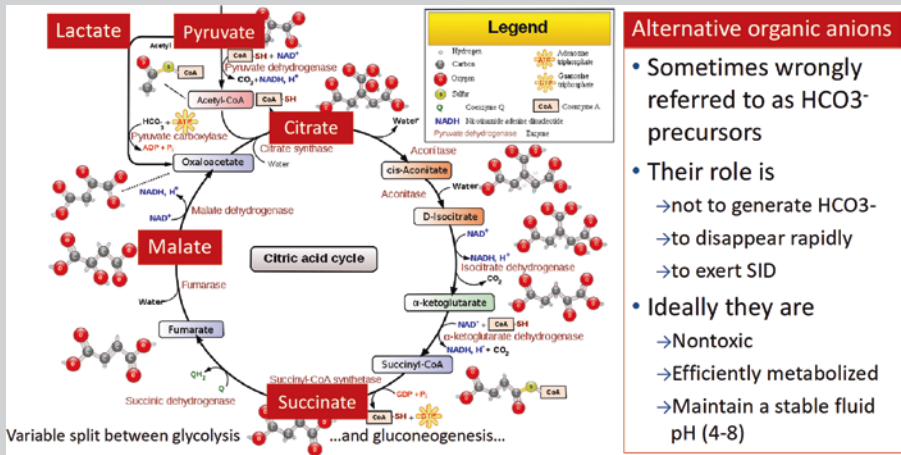 Lactate
Pyruvate
Acetyl
CoA -SH + NAD⁺
Pyruvate dehydrogenase
CO₂ + NADH, H⁺
S CoA
Acetyl-CoA
CoA -SH
HCO₃⁻ + ATP
Pyruvate carboxylase
ADP + Pᵢ
Citrate
Citrate synthase
Water
Oxaloacetate
Water
Aconitase
cis-Aconitate
Aconitase
Water
D-Isocitrate
NAD⁺
NADH, H⁺
Isocitrate dehydrogenase
CO₂
α-ketoglutarate
NAD⁺ + CoA -SH
α-ketoglutarate dehydrogenase
NADH, H⁺ + CO₂
Succinyl-CoA
S CoA
Succinyl-CoA synthetase
GDP + Pᵢ
CoA -SH + GTP
Succinate
Succinic dehydrogenase
QH₂
Q
Fumarate
Fumarase
Water
Malate
Malate dehydrogenase
NADH, H⁺
NAD⁺
Citric acid cycle
Variable split between glycolysis ...and gluconeogenesis...
Legend
Hydrogen
Carbon
Oxygen
Sulfur
Q Coenzyme Q
NADH Nicotinamide adenine dinucleotide
Pyruvate dehydrogenase Enzyme
ATP Adenosine triphosphate
GTP Guanosine triphosphate
CoA Coenzyme A
Alternative organic anions
• Sometimes wrongly
referred to as HCO3-
precursors
• Their role is
→not to generate HCO3-
→to disappear rapidly
→to exert SID
• Ideally they are
→Nontoxic
→Efficiently metabolized
→Maintain a stable fluid
pH (4-8)